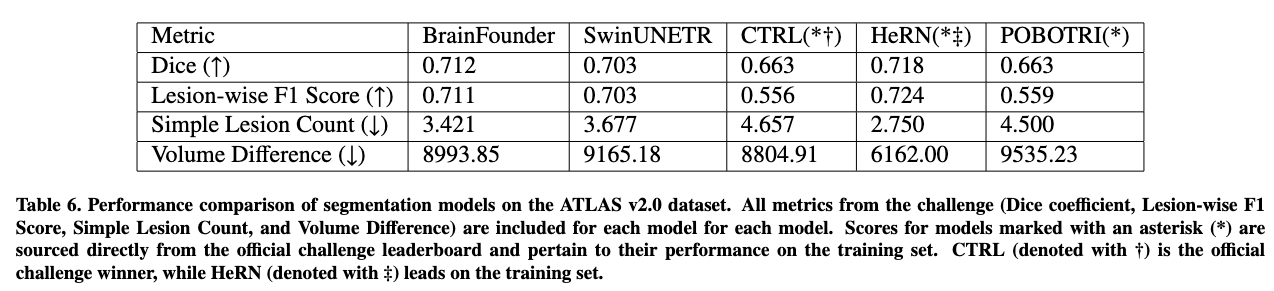 Metric BrainFounder SwinUNETR CTRL(*†) HeRN(*‡) POBOTRI(*)
Dice (↑) 0.712 0.703 0.663 0.718 0.663
Lesion-wise F1 Score (↑) 0.711 0.703 0.556 0.724 0.559
Simple Lesion Count (↓) 3.421 3.677 4.657 2.750 4.500
Volume Difference (↓) 8993.85 9165.18 8804.91 6162.00 9535.23
Table 6. Performance comparison of segmentation models on the ATLAS v2.0 dataset. All metrics from the challenge (Dice coefficient, Lesion-wise F1
Score, Simple Lesion Count, and Volume Difference) are included for each model for each model. Scores for models marked with an asterisk (*) are
sourced directly from the official challenge leaderboard and pertain to their performance on the training set. CTRL (denoted with †) is the official
challenge winner, while HeRN (denoted with ‡) leads on the training set.